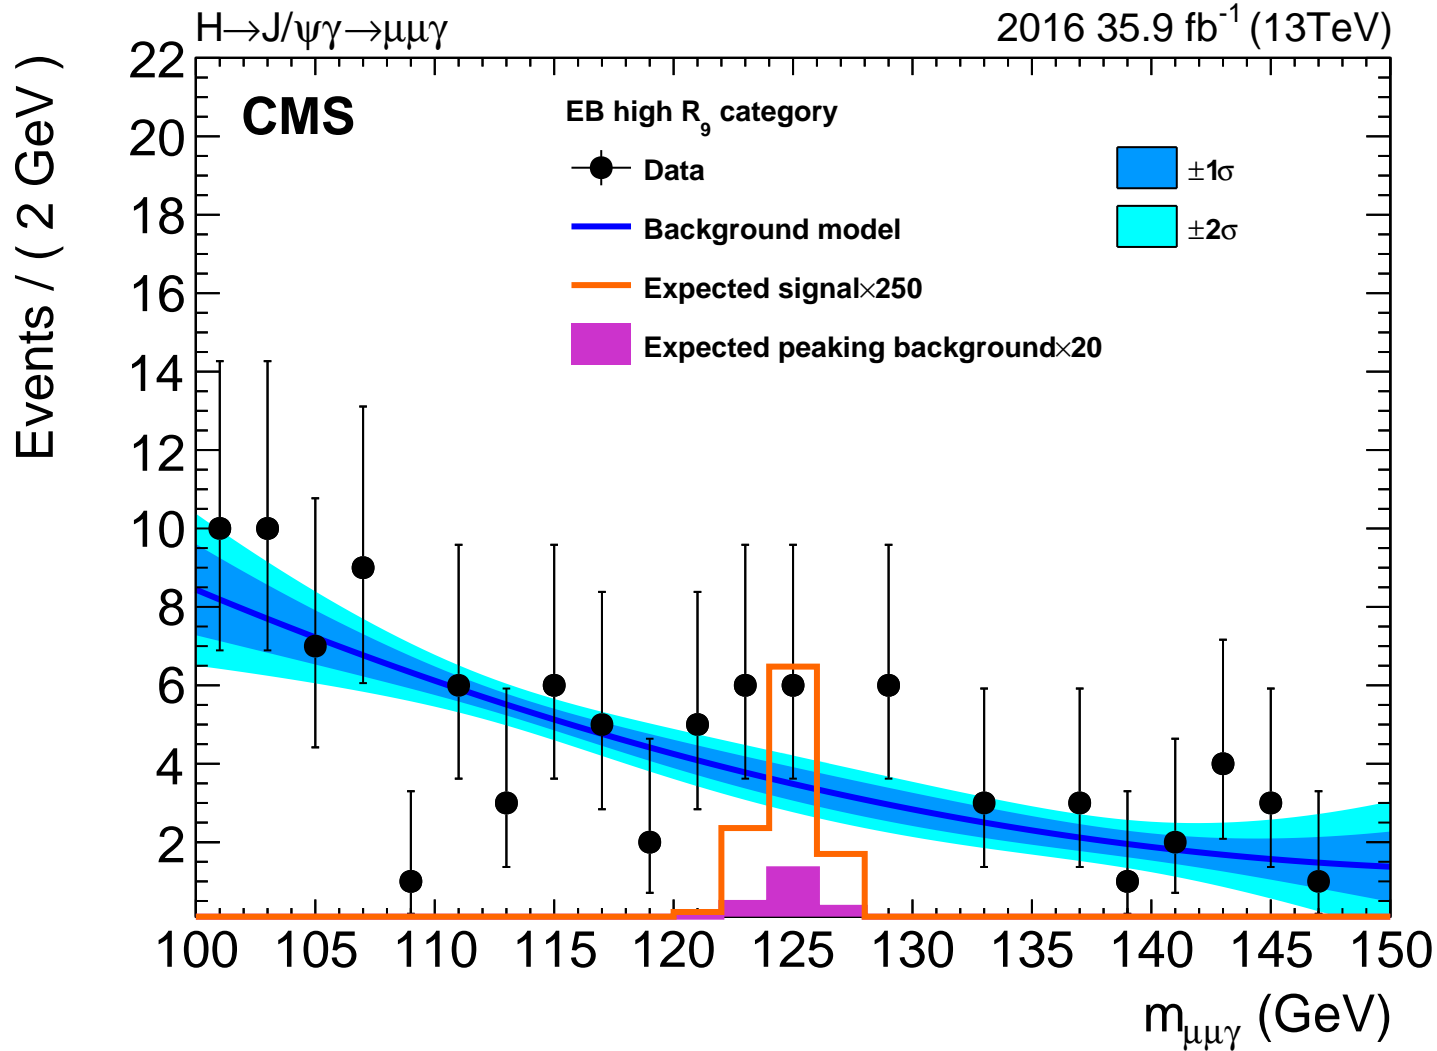 H→J/ψγ→μμγ
2016 35.9 fb⁻¹ (13TeV)
CMS
EB high R₉ category
Data
Background model
Expected signal×250
Expected peaking background×20
±1σ
±2σ
Events / ( 2 GeV )
22
20
18
16
14
12
10
8
6
4
2
100 105 110 115 120 125 130 135 140 145 150
m_μμγ (GeV)